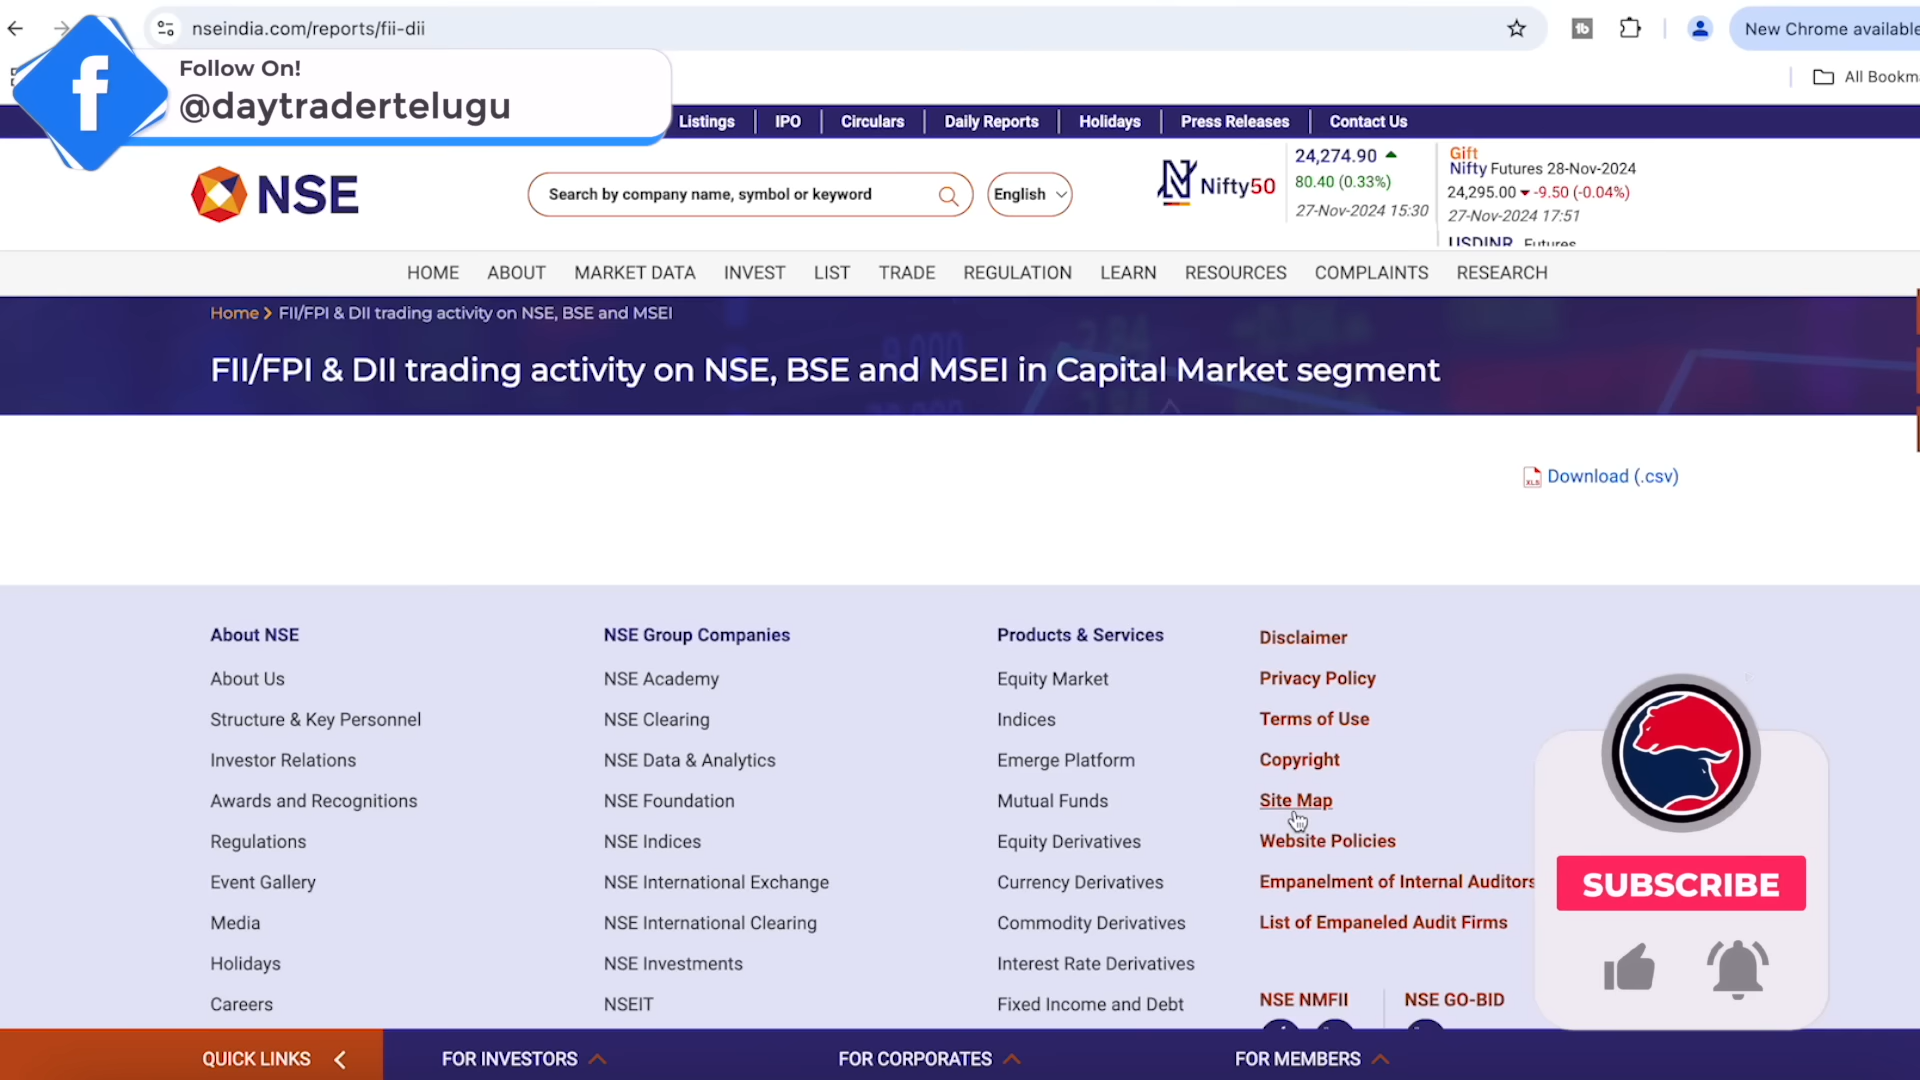 nseindia.com/reports/fii-dii
New Chrome available
All Bookma
Follow On!
@daytradertelugu
Listings IPO Circulars Daily Reports Holidays Press Releases Contact Us
NSE
Search by company name, symbol or keyword
English
Nifty50
24,274.90
80.40 (0.33%)
27-Nov-2024 15:30
Gift
Nifty Futures 28-Nov-2024
24,295.00 -9.50 (-0.04%)
27-Nov-2024 17:51
USDINR Futures
HOME ABOUT MARKET DATA INVEST LIST TRADE REGULATION LEARN RESOURCES COMPLAINTS RESEARCH
Home > FII/FPI & DII trading activity on NSE, BSE and MSEI
FII/FPI & DII trading activity on NSE, BSE and MSEI in Capital Market segment
XLS Download (.csv)
About NSE
About Us
Structure & Key Personnel
Investor Relations
Awards and Recognitions
Regulations
Event Gallery
Media
Holidays
Careers
NSE Group Companies
NSE Academy
NSE Clearing
NSE Data & Analytics
NSE Foundation
NSE Indices
NSE International Exchange
NSE International Clearing
NSE Investments
NSEIT
Products & Services
Equity Market
Indices
Emerge Platform
Mutual Funds
Equity Derivatives
Currency Derivatives
Commodity Derivatives
Interest Rate Derivatives
Fixed Income and Debt
Disclaimer
Privacy Policy
Terms of Use
Copyright
Site Map
Website Policies
Empanelment of Internal Auditors
List of Empaneled Audit Firms
NSE NMFII NSE GO-BID
SUBSCRIBE
QUICK LINKS FOR INVESTORS FOR CORPORATES FOR MEMBERS